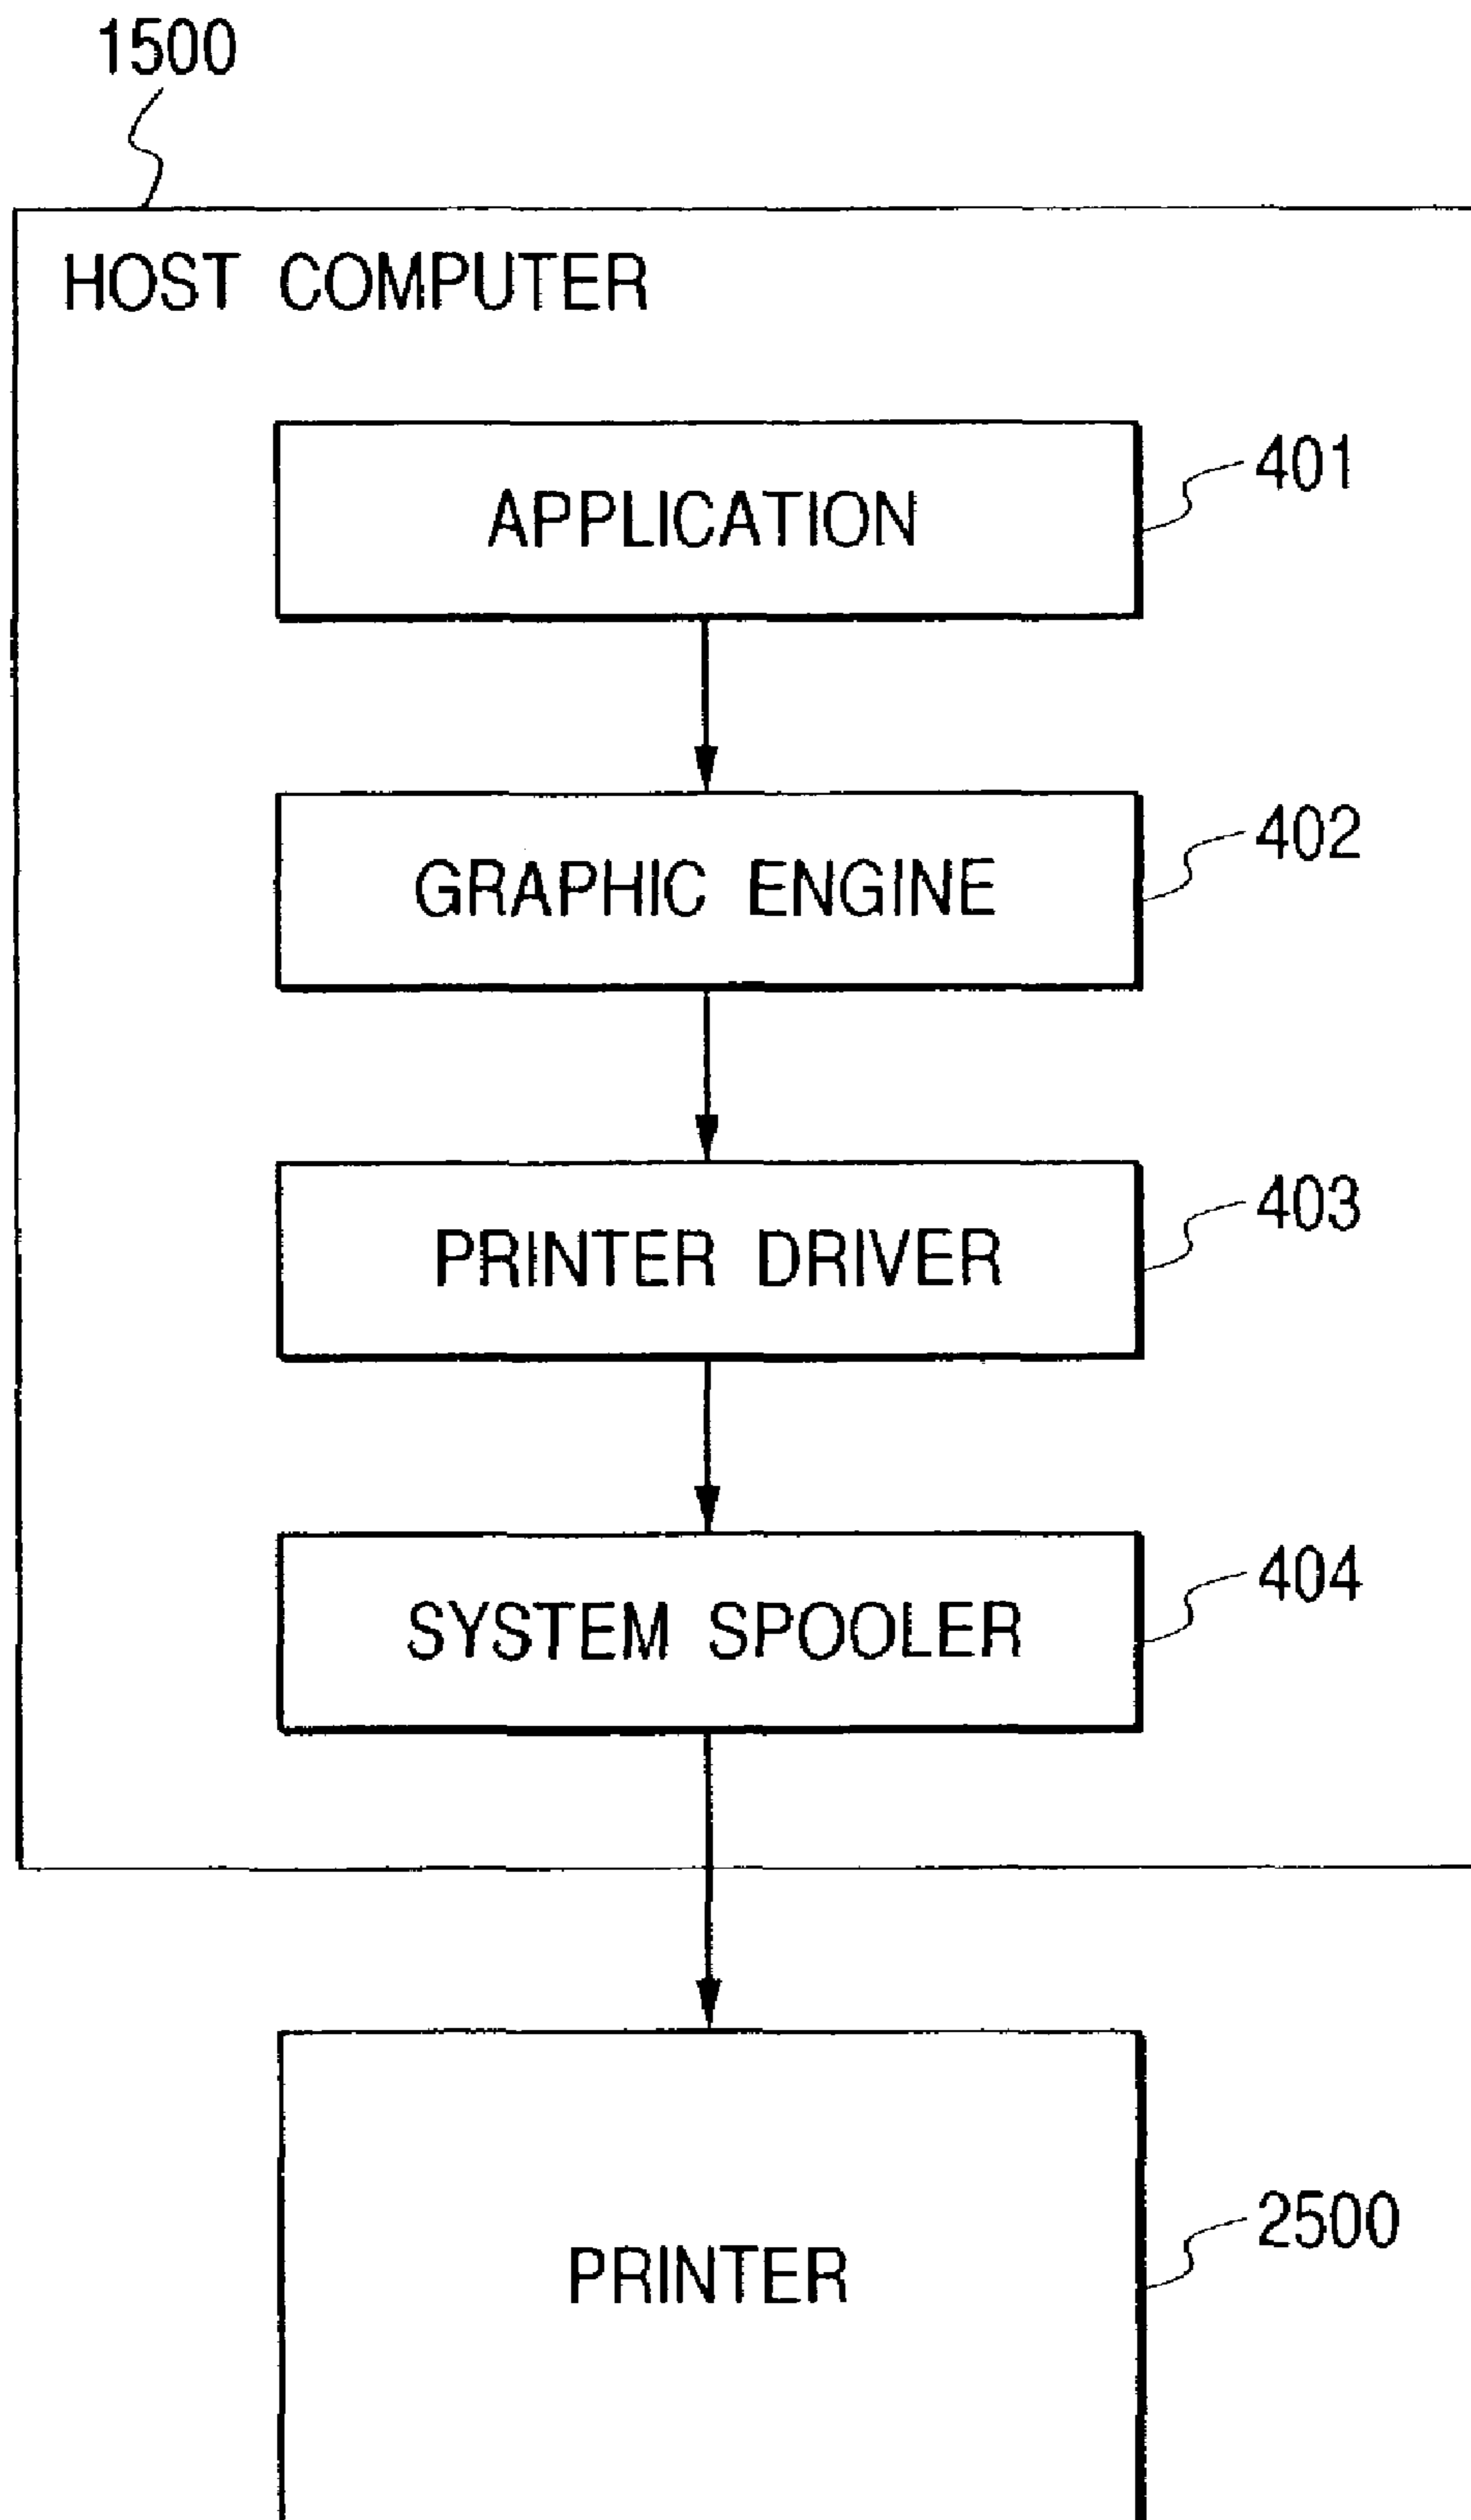 1500
HOST COMPUTER
APPLICATION
401
GRAPHIC ENGINE
402
PRINTER DRIVER
403
SYSTEM SPOOLER
404
PRINTER
2500